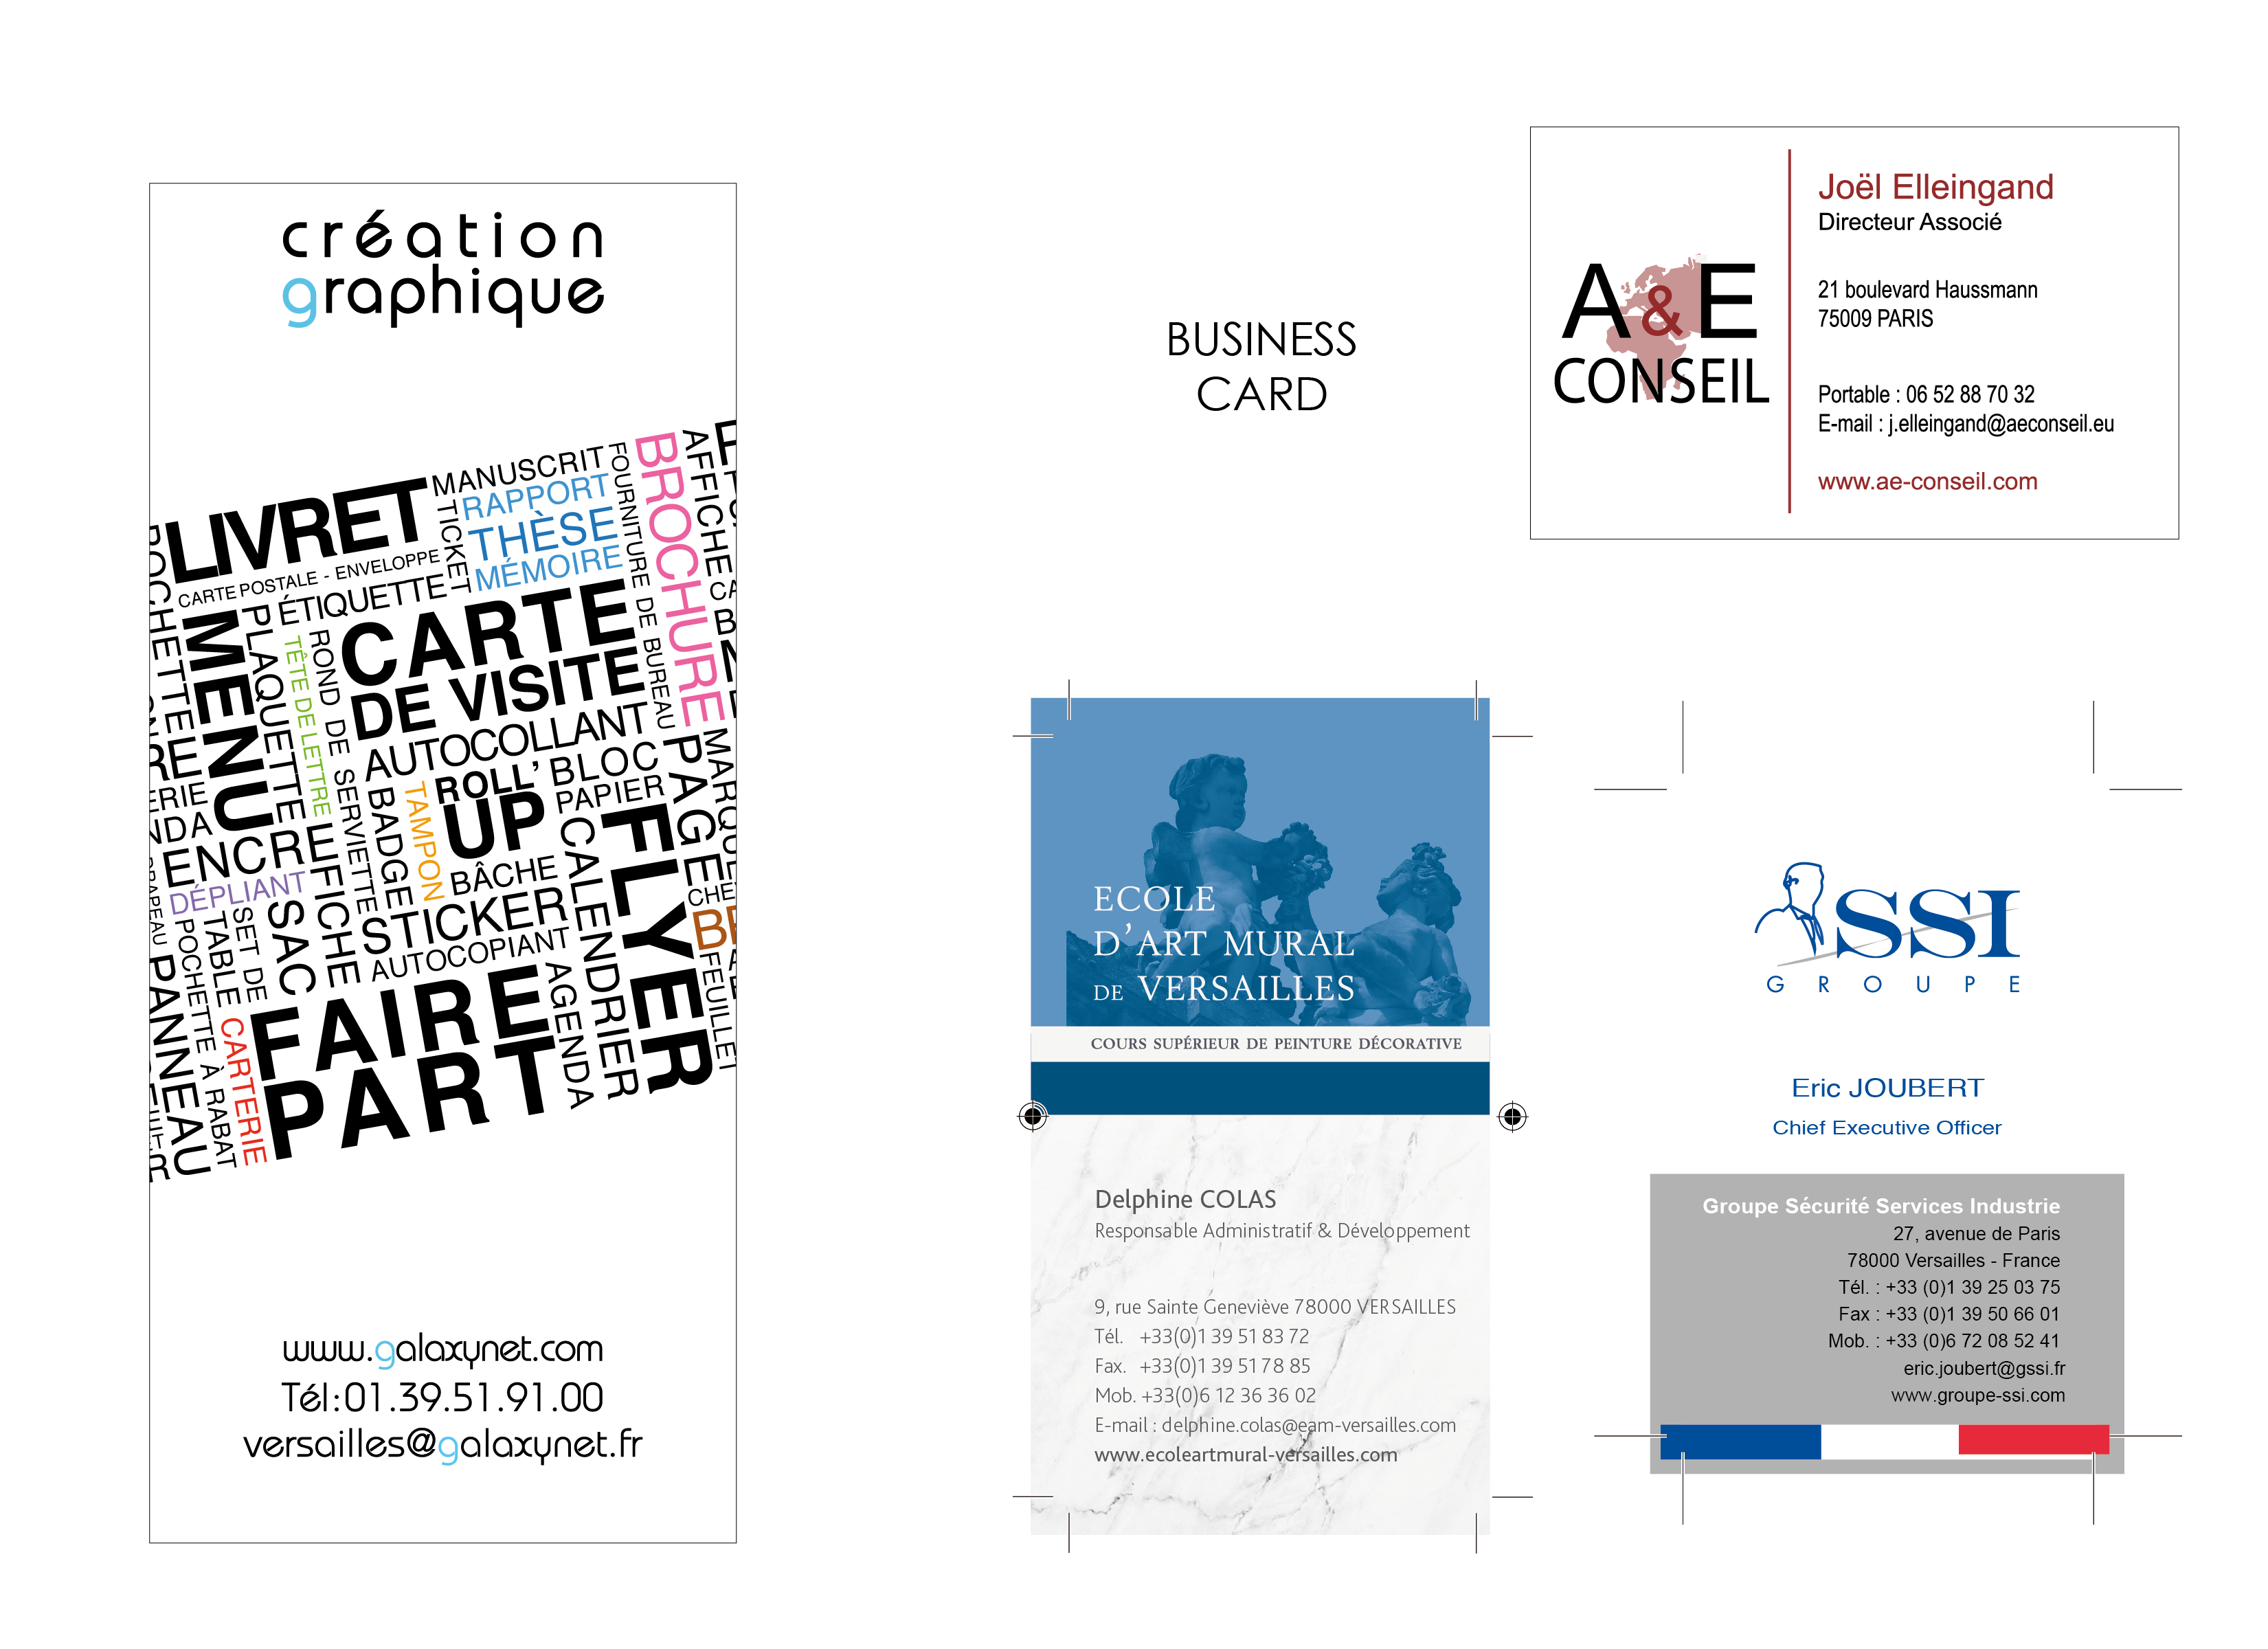 création
graphique
LIVRET
MANUSCRIT
RAPPORT
THÈSE
MÉMOIRE
TICKET
FOURNITURE DE BUREAU
BROCHURE
AFFICHE
CARTE POSTALE - ENVELOPPE
ÉTIQUETTE
MENU
PLAQUETTE
TÊTE DE LETTRE
ROND DE SERVIETTE
CARTE
DE VISITE
AUTOCOLLANT
ROLL'
UP
BLOC
PAPIER
BADGE
TAMPON
PAGE
FLYER
CALENDRIER
ENCRE
DÉPLIANT
SAC
FICHE
BÂCHE
STICKER
AUTOCOPIANT
AGENDA
SET DE
TABLE
POCHETTE À RABAT
CARTERIE
PANNEAU
FAIRE
PART
www.galaxynet.com
Tél:01.39.51.91.00
versailles@galaxynet.fr
BUSINESS
CARD
A&E
CONSEIL
Joël Elleingand
Directeur Associé
21 boulevard Haussmann
75009 PARIS
Portable : 06 52 88 70 32
E-mail : j.elleingand@aeconseil.eu
www.ae-conseil.com
ECOLE
D'ART MURAL
DE VERSAILLES
COURS SUPÉRIEUR DE PEINTURE DÉCORATIVE
Delphine COLAS
Responsable Administratif & Développement
9, rue Sainte Geneviève 78000 VERSAILLES
Tél. +33(0)1 39 51 83 72
Fax. +33(0)1 39 51 78 85
Mob. +33(0)6 12 36 36 02
E-mail : delphine.colas@eam-versailles.com
www.ecoleartmural-versailles.com
SSI
GROUPE
Eric JOUBERT
Chief Executive Officer
Groupe Sécurité Services Industrie
27, avenue de Paris
78000 Versailles - France
Tél. : +33 (0)1 39 25 03 75
Fax : +33 (0)1 39 50 66 01
Mob. : +33 (0)6 72 08 52 41
eric.joubert@gssi.fr
www.groupe-ssi.com